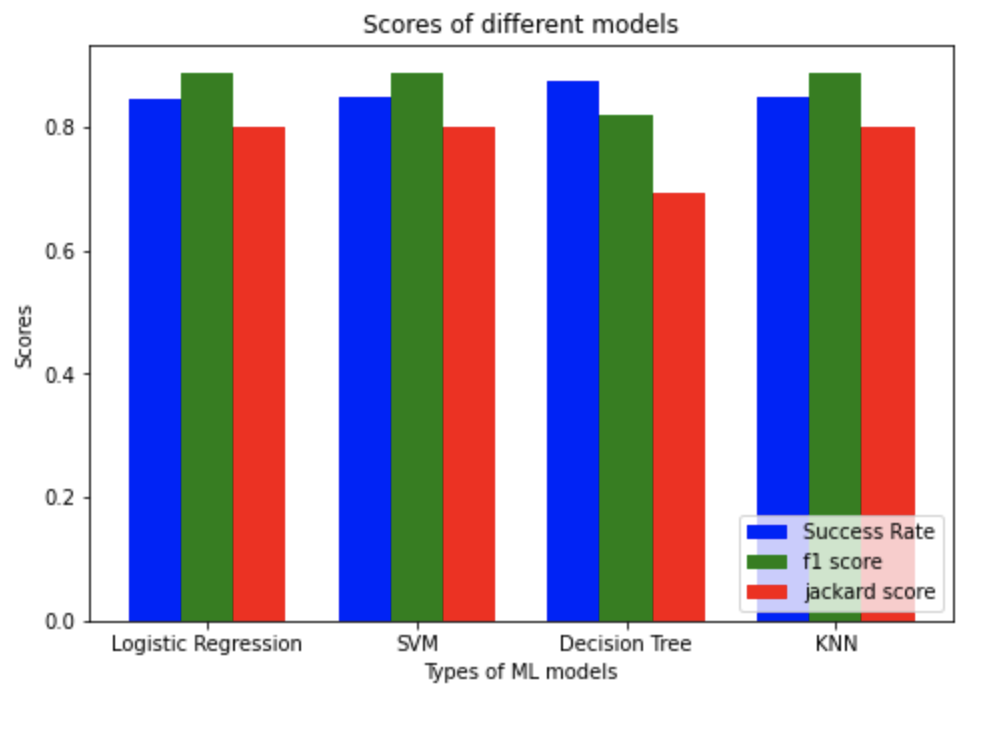 Scores of different models
Scores
0.8
0.6
0.4
0.2
0.0
Success Rate
f1 score
jackard score
Logistic Regression SVM Decision Tree KNN
Types of ML models